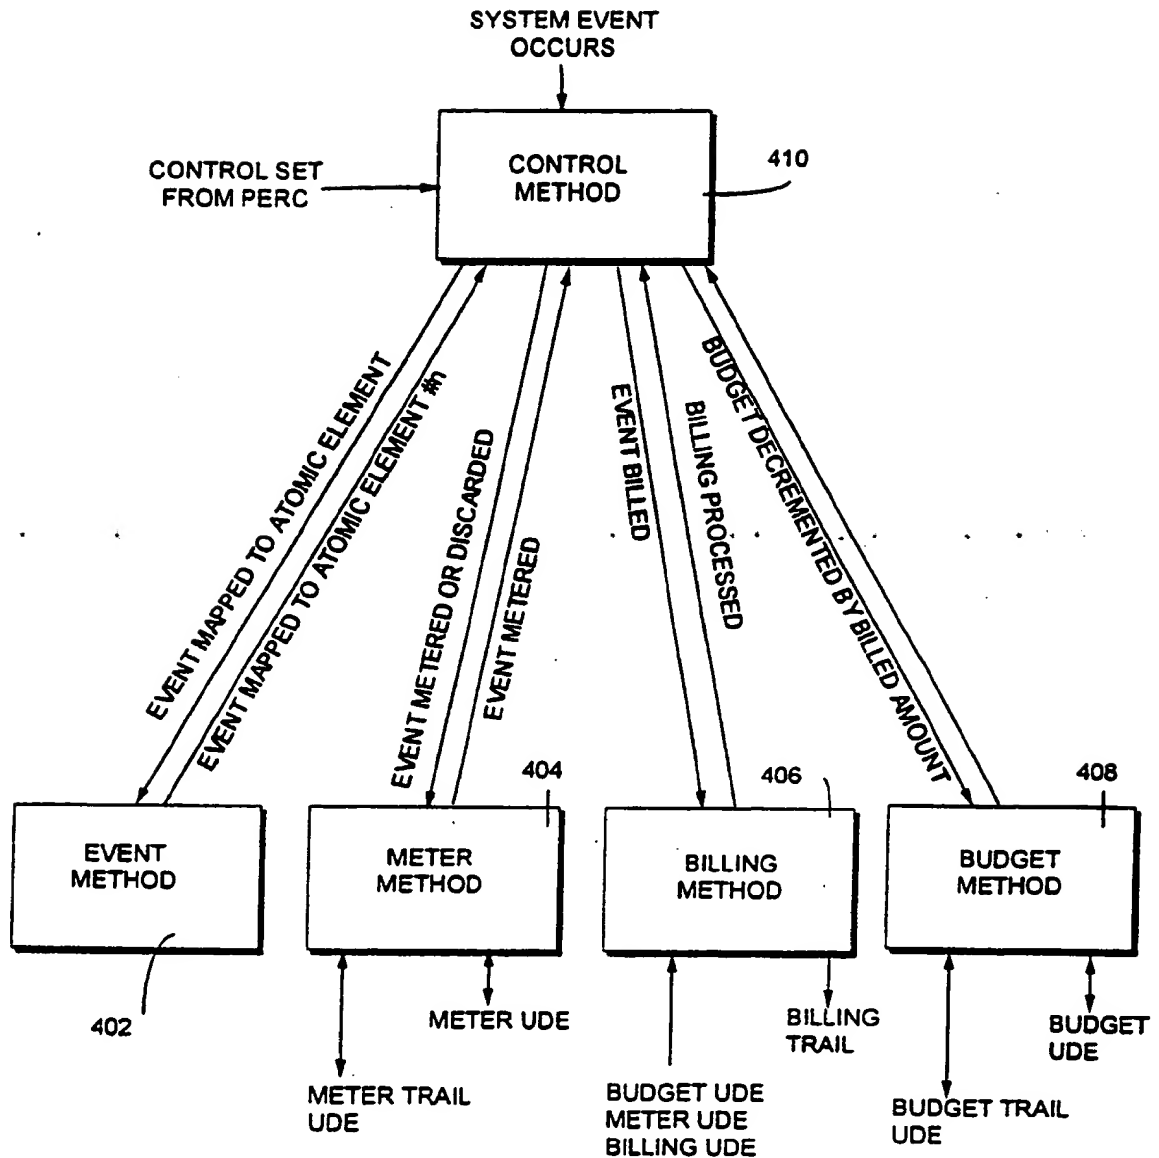 SYSTEM EVENT
OCCURS
CONTROL
METHOD
410
CONTROL SET
FROM PERC
EVENT MAPPED TO ATOMIC ELEMENT
EVENT MAPPED TO ATOMIC ELEMENT #n
EVENT METERED OR DISCARDED
EVENT METERED
EVENT BILLED
BILLING PROCESSED
BUDGET DECREMENTED BY BILLED AMOUNT
EVENT
METHOD
402
METER
METHOD
404
BILLING
METHOD
406
BUDGET
METHOD
408
METER TRAIL
UDE
METER UDE
BUDGET UDE
METER UDE
BILLING UDE
BILLING
TRAIL
BUDGET TRAIL
UDE
BUDGET
UDE